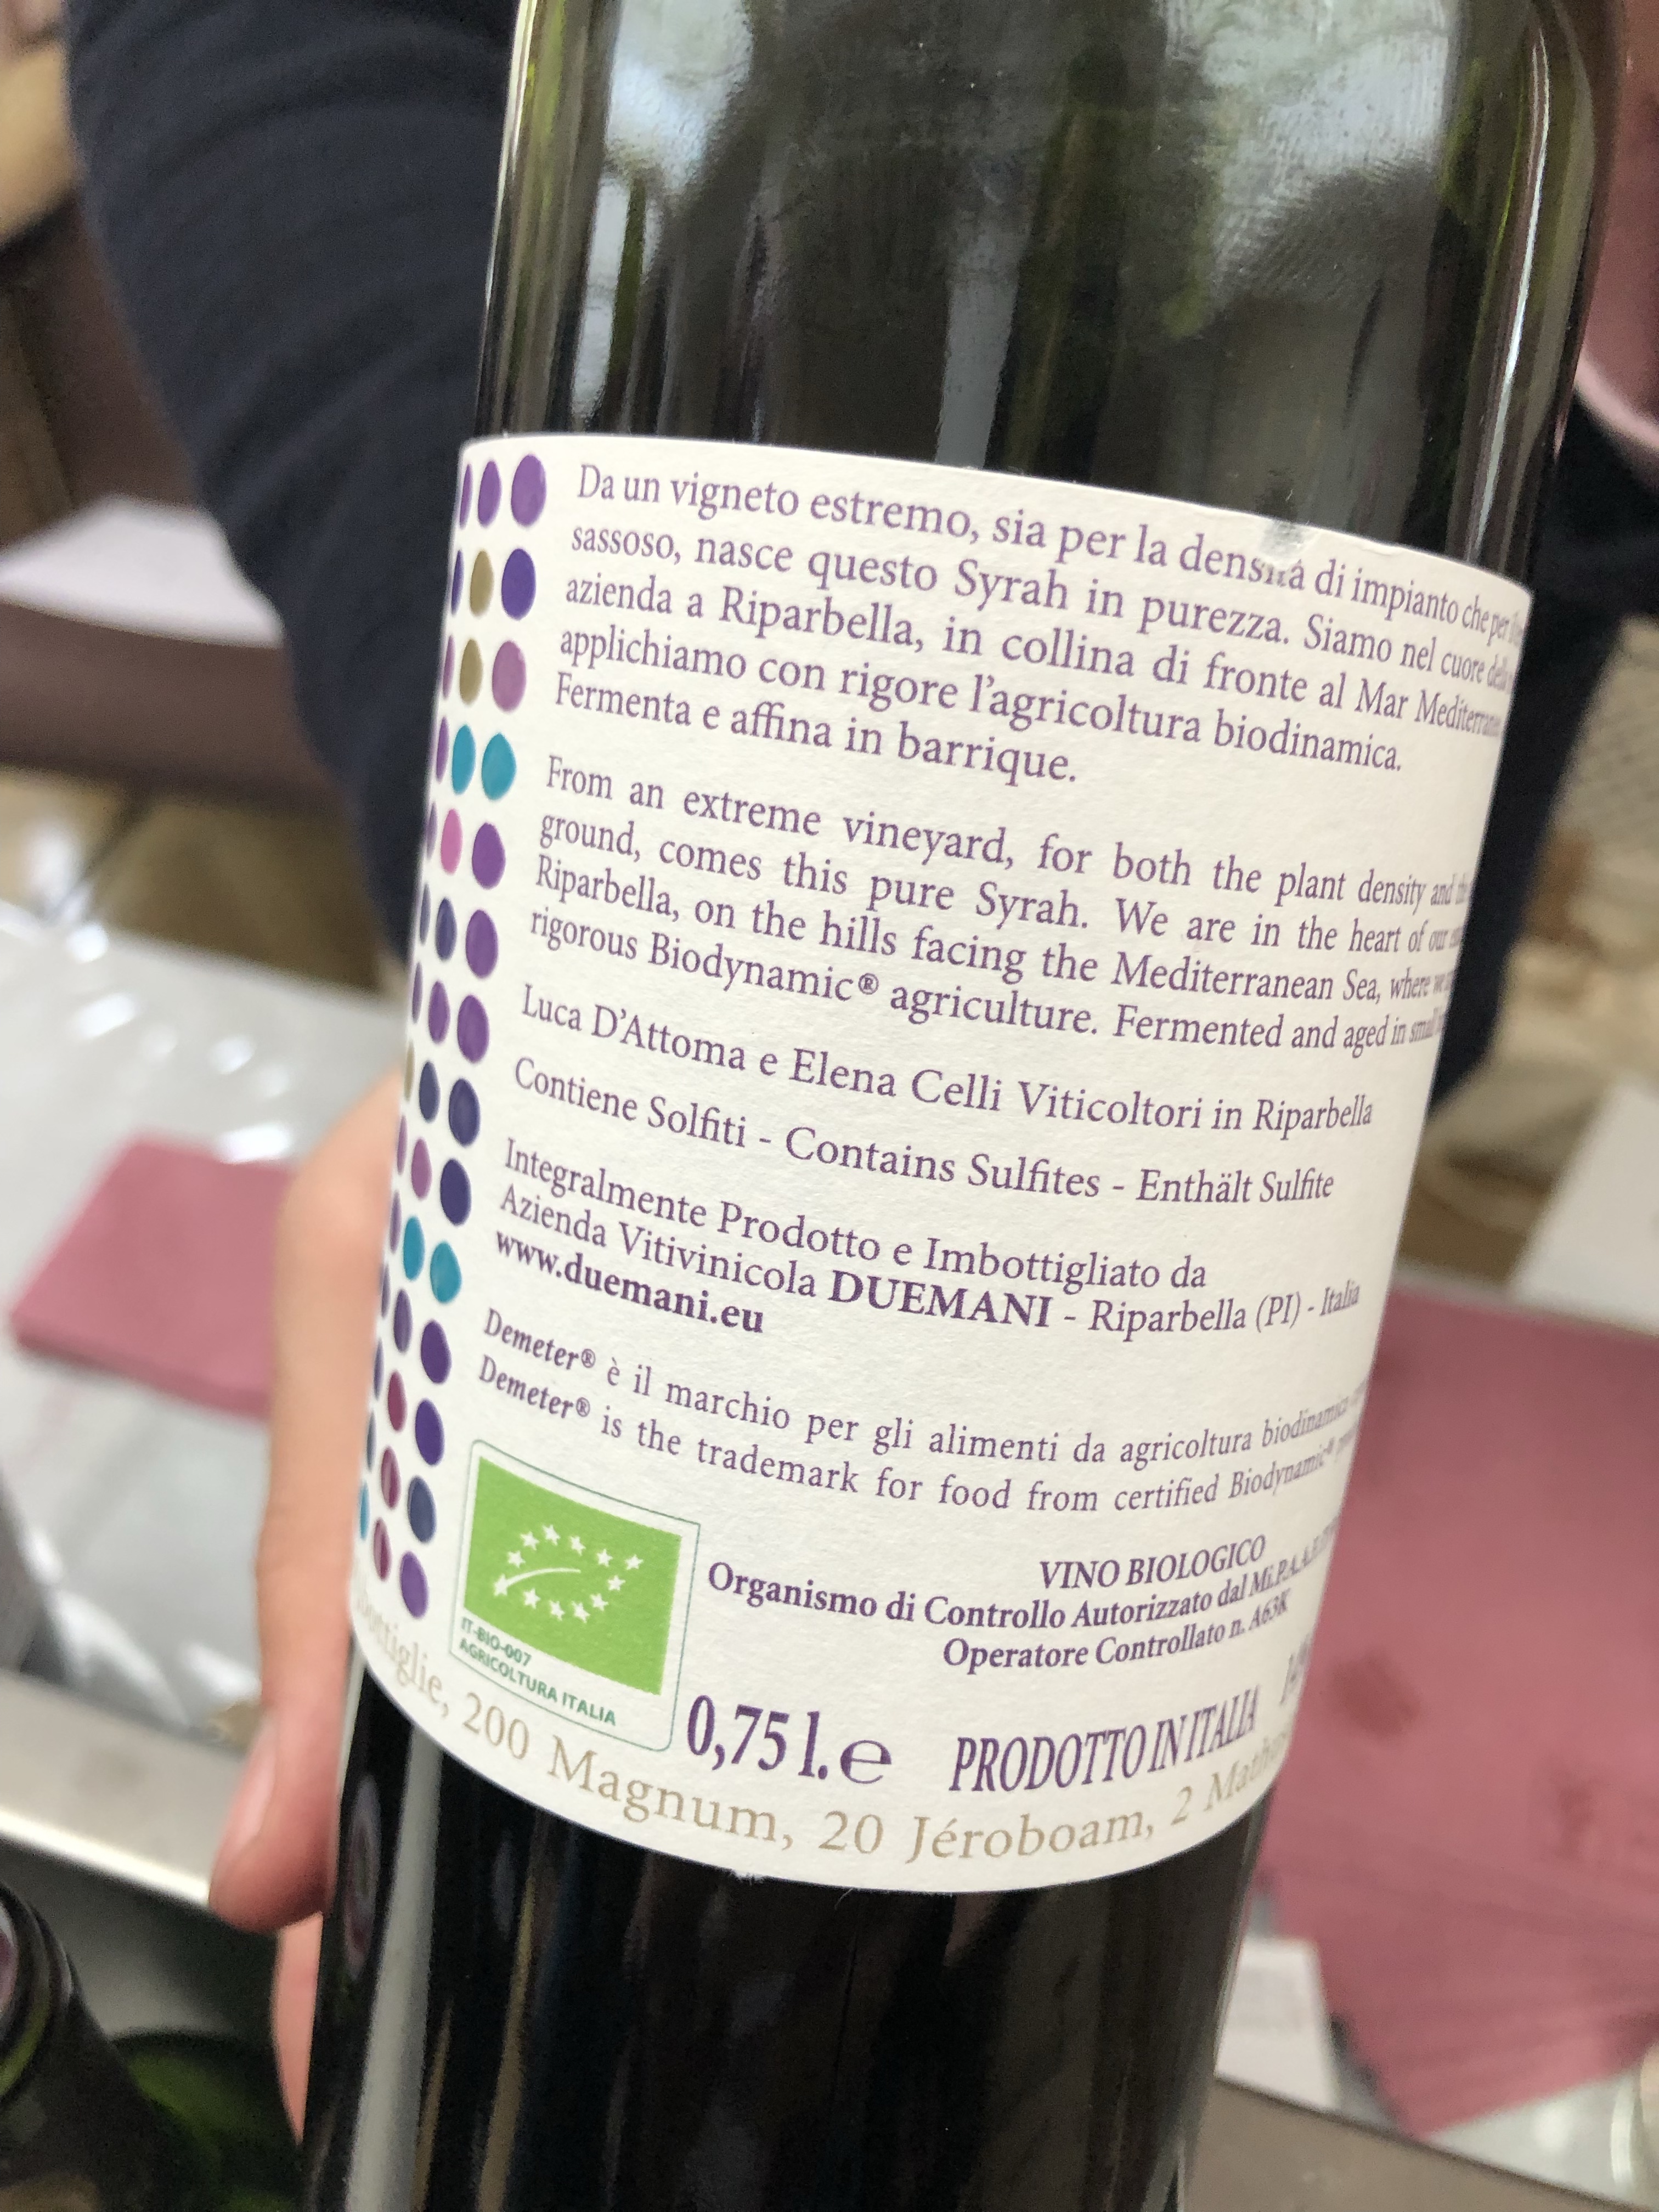 Da un vigneto estremo, sia per la densità di impianto che per
sassoso, nasce questo Syrah in purezza. Siamo nel cuore
azienda a Riparbella, in collina di fronte al Mar
applichiamo con rigore l'agricoltura biodinamica.
Fermenta e affina in barrique.
From an extreme vineyard, for both the plant density and
ground, comes this pure Syrah. We are in the heart of our
Riparbella, on the hills facing the Mediterranean Sea, where we
rigorous Biodynamic® agriculture. Fermented and aged in small
Luca D'Attoma e Elena Celli Viticoltori in Riparbella
Contiene Solfiti - Contains Sulfites - Enthält Sulfite
Integralmente Prodotto e Imbottigliato da
Azienda Vitivinicola DUEMANI - Riparbella (PI) - Italia
www.duemani.eu
Demeter® è il marchio per gli alimenti da agricoltura biodinamica
Demeter® is the trademark for food from certified Biodynamic®
VINO BIOLOGICO
Organismo di Controllo Autorizzato dal
Operatore Controllato n. A63K
IT-BIO-007
AGRICOLTURA ITALIA
0,75 l. e PRODOTTO IN ITALIA
bottiglie, 200 Magnum, 20 Jéroboam, 2